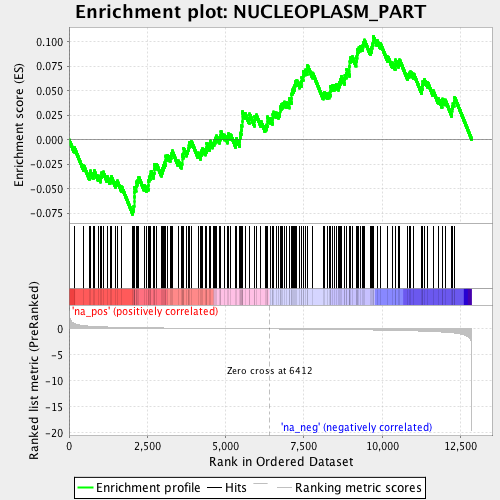 Enrichment plot: NUCLEOPLASM_PART
Enrichment score (ES)
0.100
0.075
0.050
0.025
0.000
-0.025
-0.050
-0.075
'na_pos' (positively correlated)
Ranked list metric (PreRanked)
0
-5
-10
-15
-20
Zero cross at 6412
'na_neg' (negatively correlated)
0
2,500
5,000
7,500
10,000
12,500
Rank in Ordered Dataset
Enrichment profile
Hits
Ranking metric scores